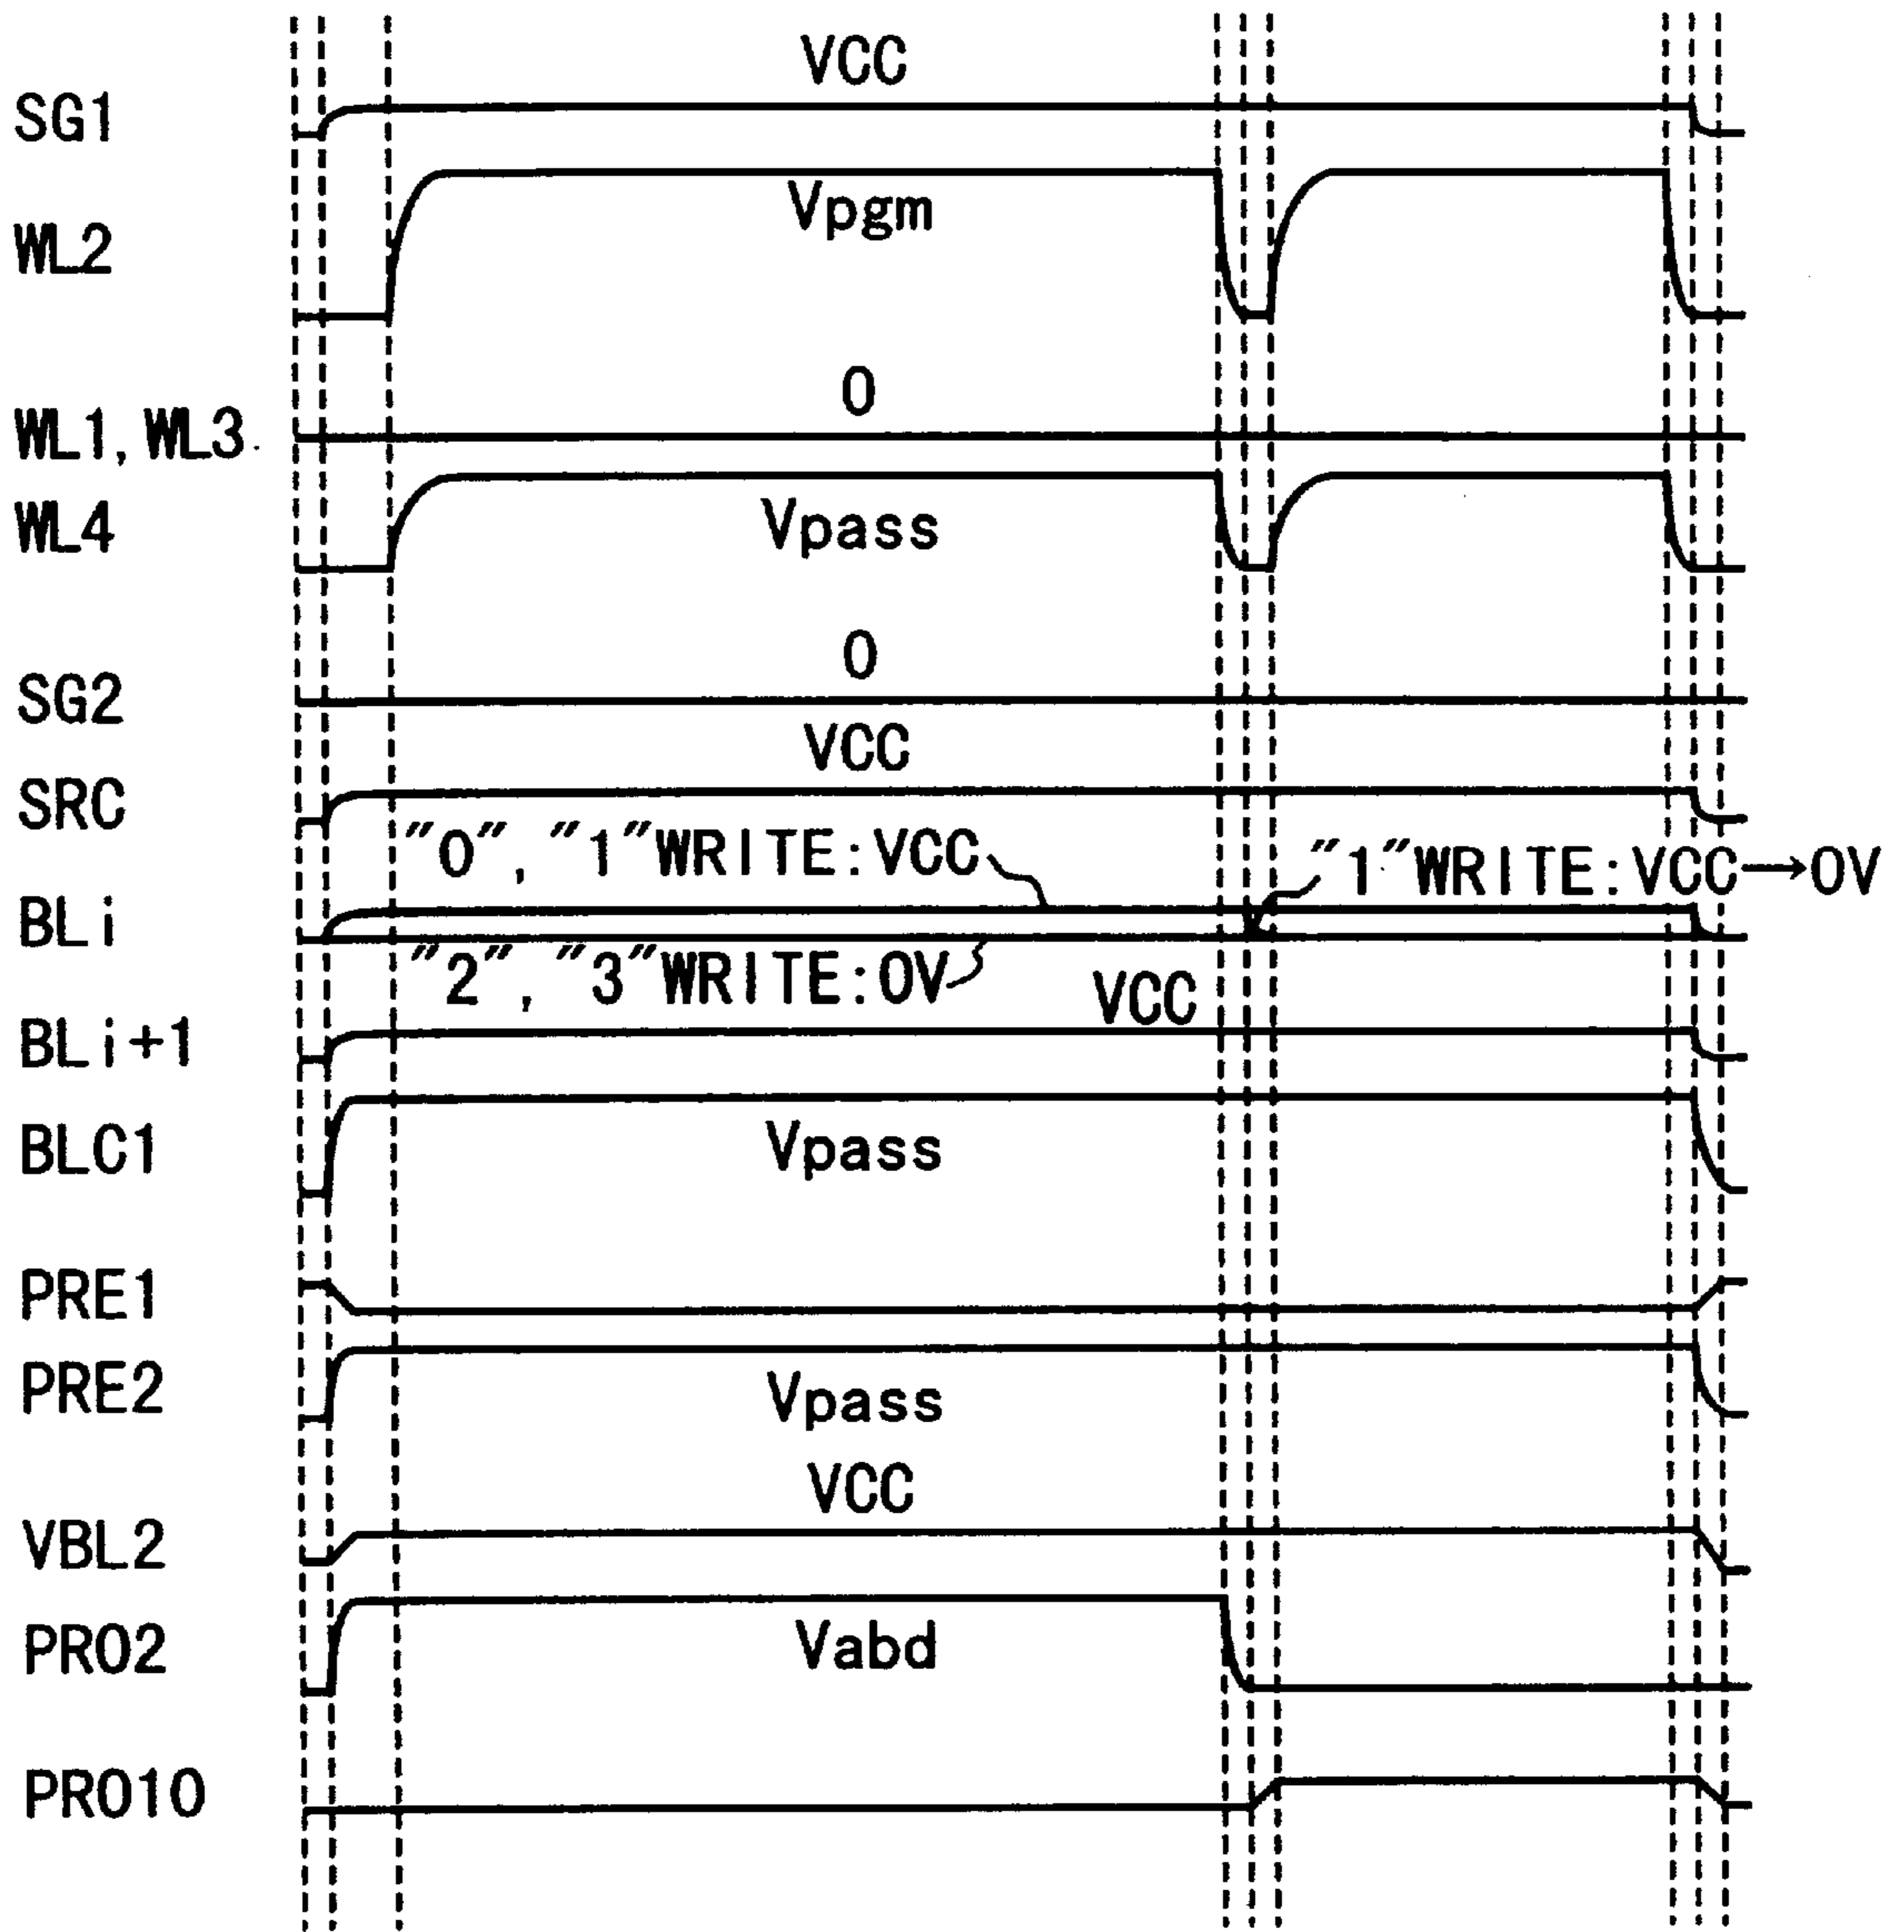 VCC
SG1
Vpgm
WL2
0
WL1, WL3
WL4
Vpass
0
SG2
VCC
SRC
"0", "1"WRITE:VCC
"1"WRITE:VCC→0V
BLi
"2", "3"WRITE:0V
VCC
BLi+1
BLC1
Vpass
PRE1
PRE2
Vpass
VCC
VBL2
PRO2
Vabd
PRO10